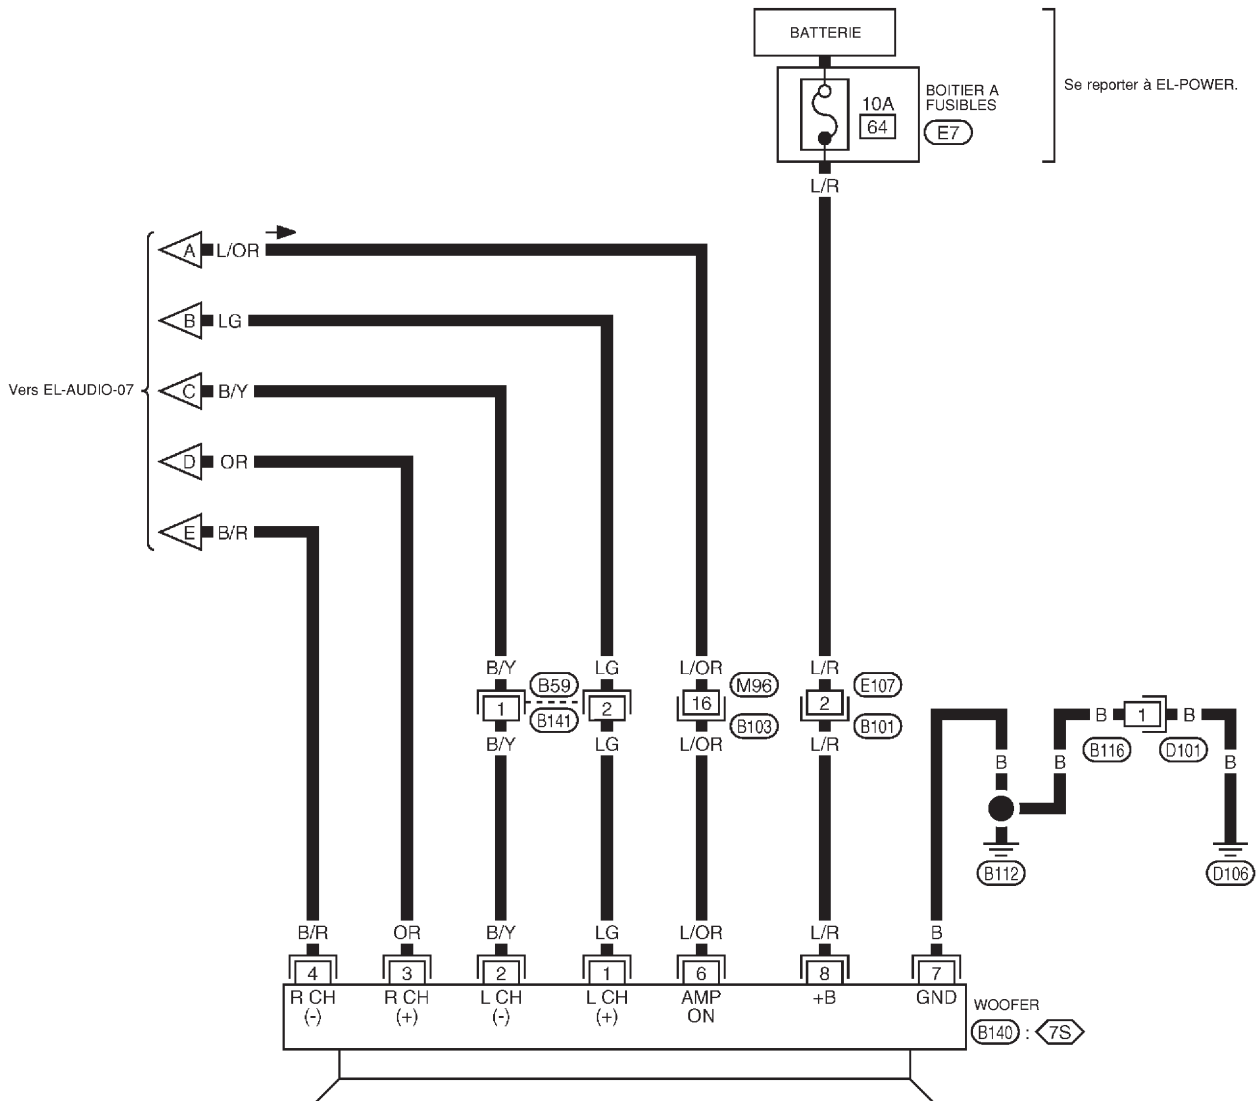 BATTERIE
Se reporter à EL-POWER.
BOITIER A
FUSIBLES
10A
64
E7
L/R
A L/OR
B LG
Vers EL-AUDIO-07
C B/Y
D OR
E B/R
B/Y LG L/OR L/R
B59 M96 E107
1 2 16 2
B141 B103 B101
B/Y LG L/OR L/R
B 1 B
B116 D101
B B B
B112 D106
B/R OR B/Y LG L/OR L/R B
4 3 2 1 6 8 7
R CH R CH L CH L CH AMP +B GND
(-) (+) (-) (+) ON
WOOFER
B140 : 7S